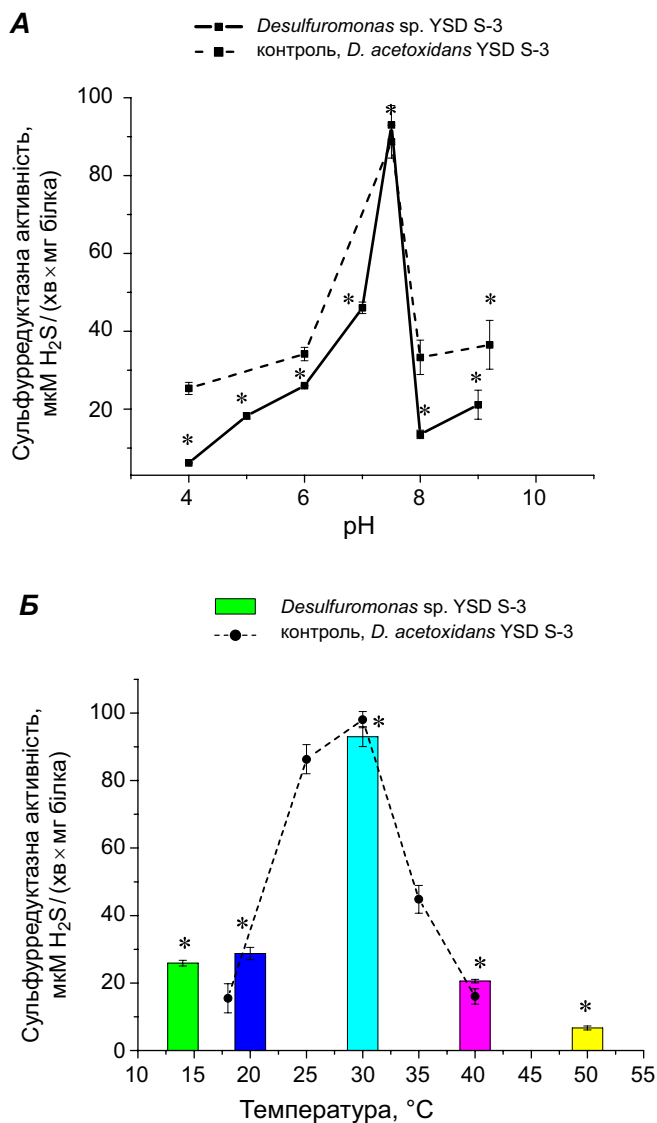 А
Desulfuromonas sp. YSD S-3
контроль, D. acetoxidans YSD S-3
Сульфурредуктазна активність,
мкМ H₂S/(хв×мг білка)
100
80
60
40
20
4 6 8 10
pH
* * * * * * * *
Б
Desulfuromonas sp. YSD S-3
контроль, D. acetoxidans YSD S-3
Сульфурредуктазна активність,
мкМ H₂S/(хв×мг білка)
100
80
60
40
20
0
10 15 20 25 30 35 40 45 50 55
Температура, °C
* * * * *